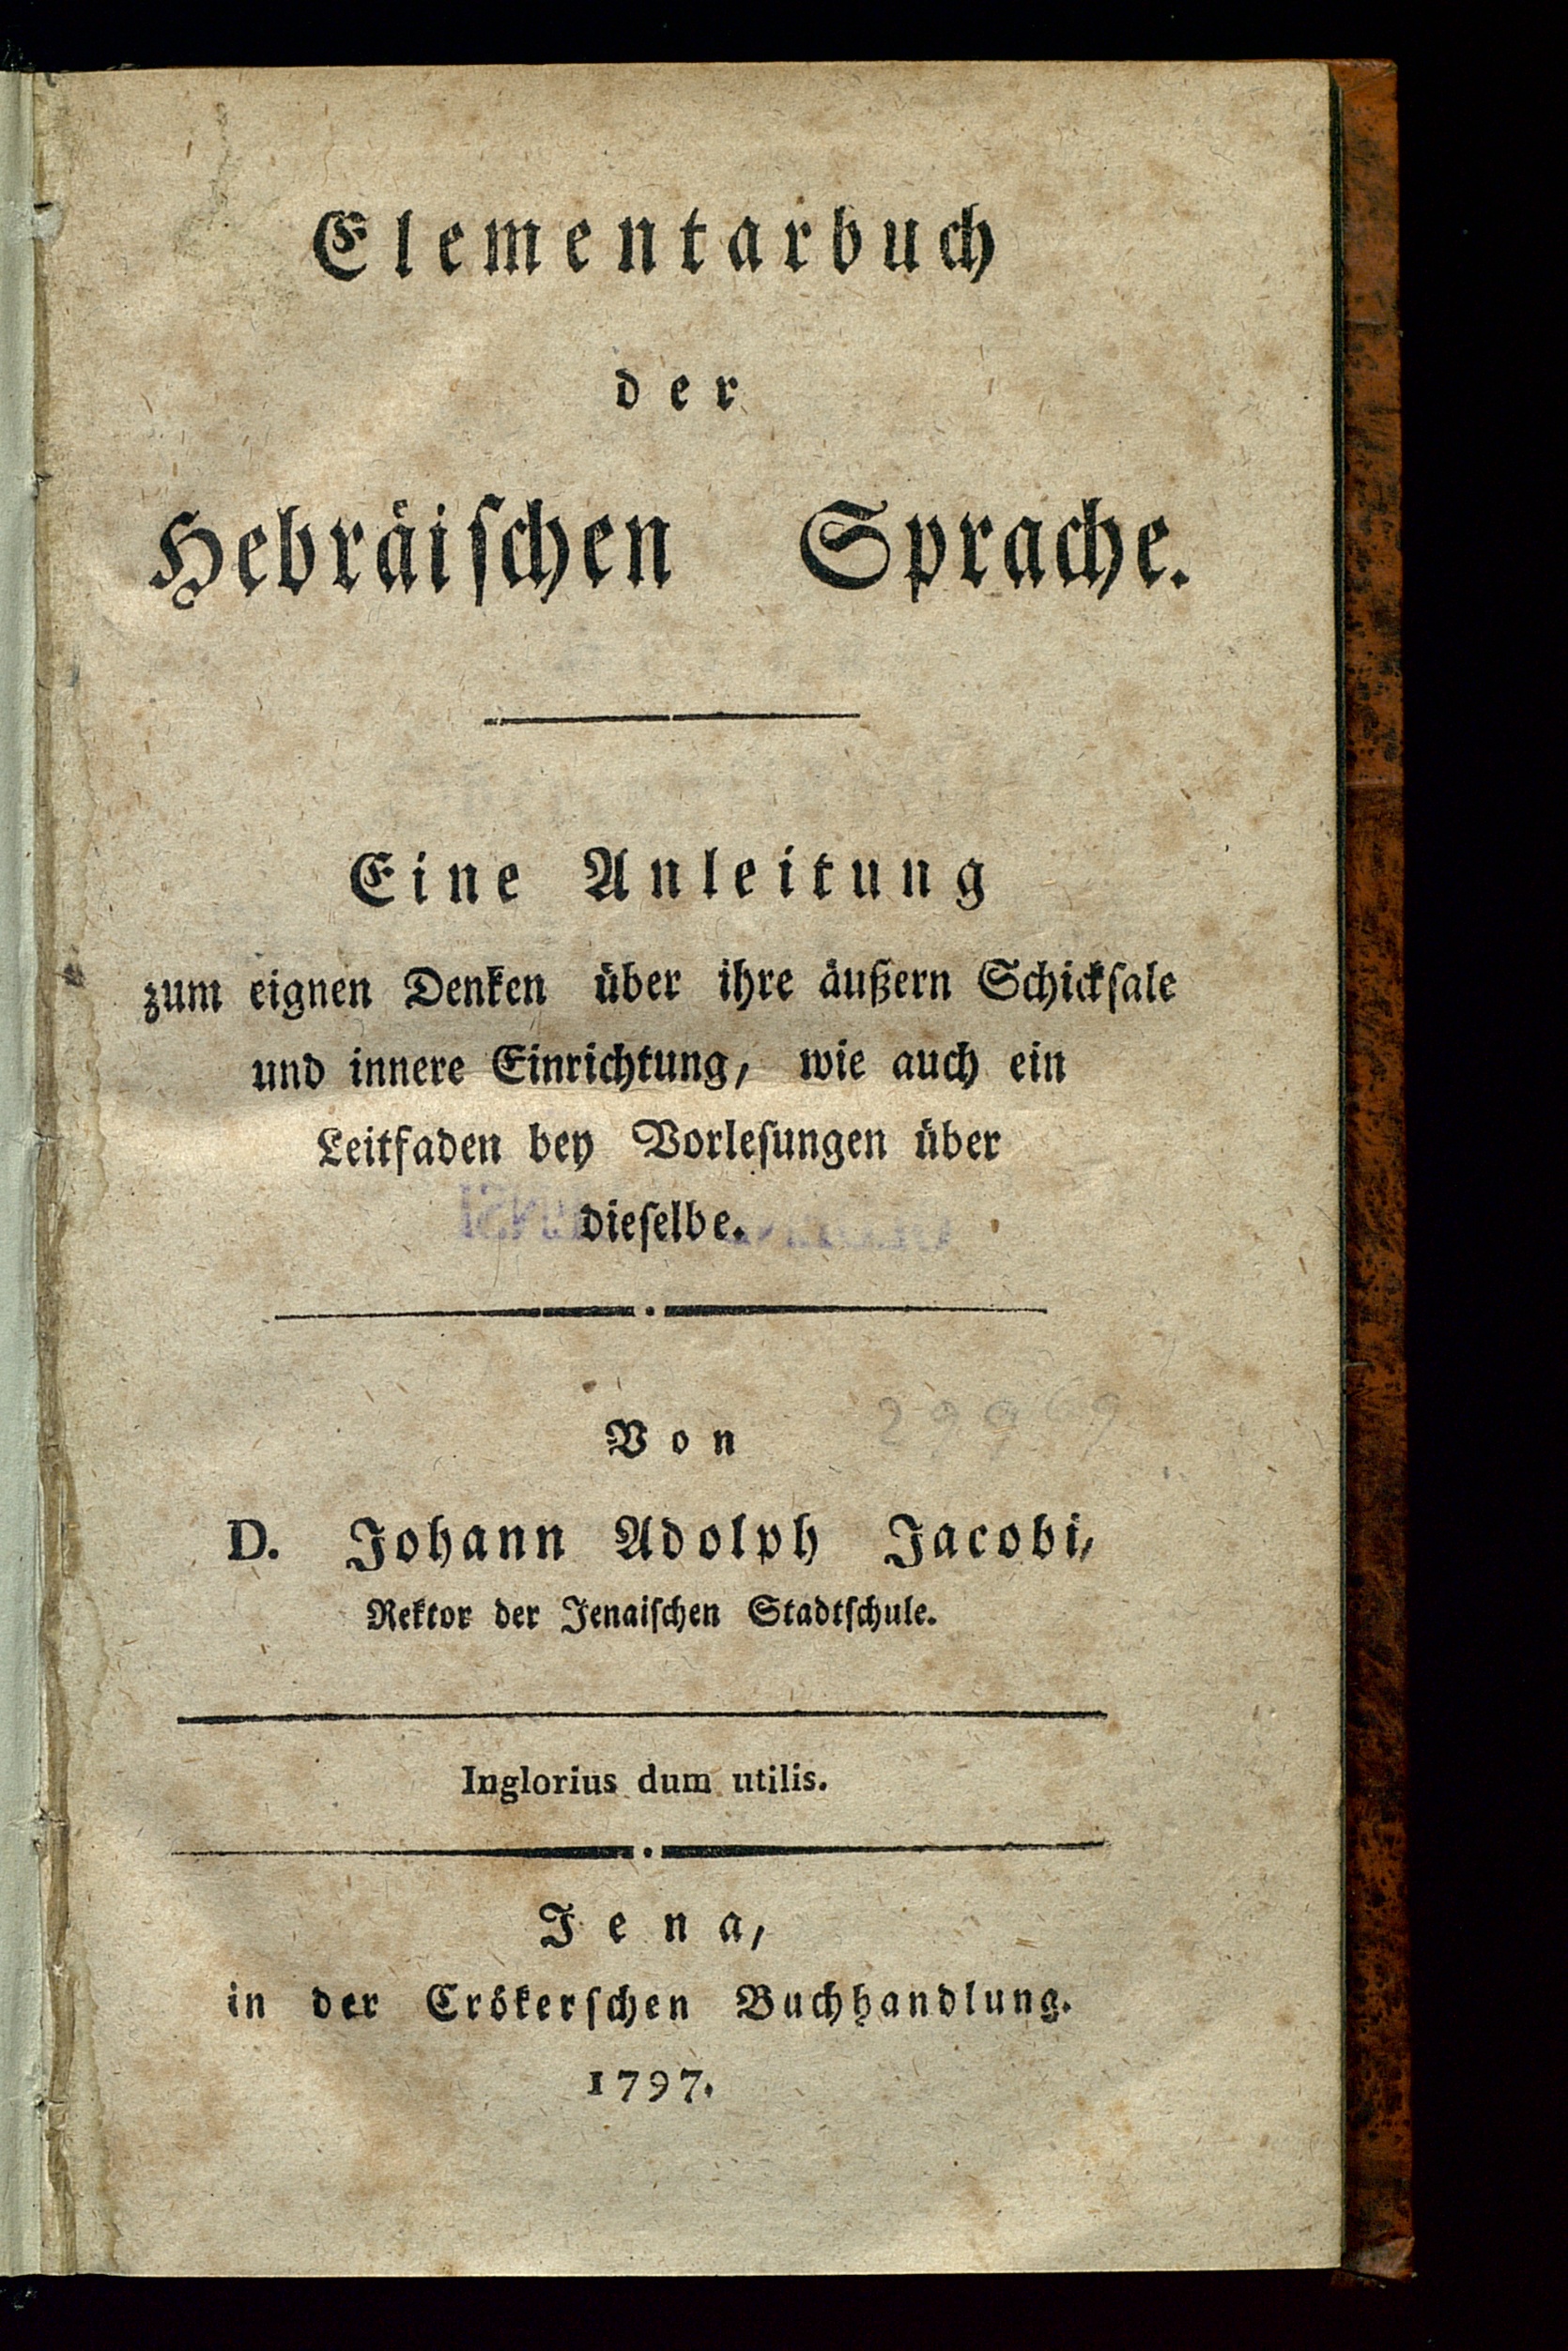 Elementarbuch
der
Hebräischen Sprache.
Eine Anleitung
zum eignen Denken über ihre äußern Schicksale
und innere Einrichtung, wie auch ein
Leitfaden bey Vorlesungen über
dieselbe.
Von
29969
D. Johann Adolph Jacobi,
Rektor der Jenaischen Stadtschule.
Inglorius dum utilis.
Jena,
in der Crökerschen Buchhandlung.
1797.